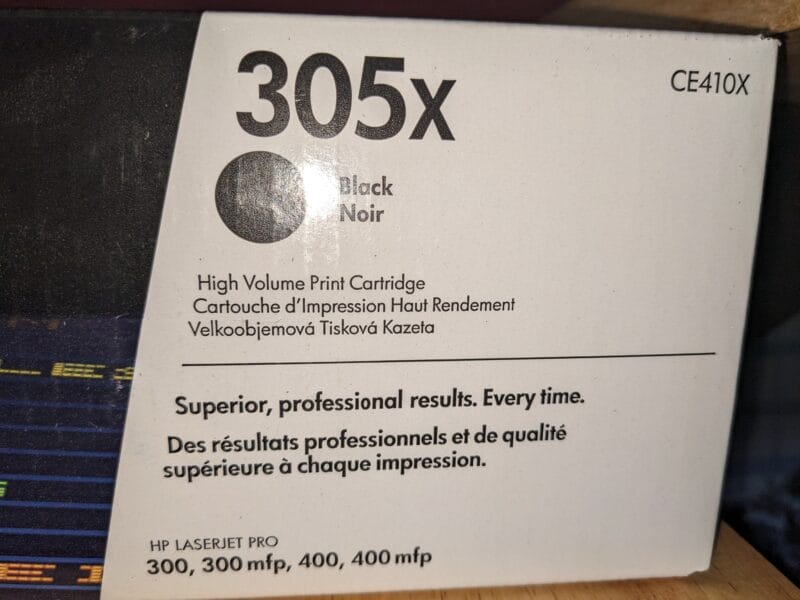 305x
CE410X
Black
Noir
High Volume Print Cartridge
Cartouche d'Impression Haut Rendement
Velkoobjemová Tisková Kazeta
Superior, professional results. Every time.
Des résultats professionnels et de qualité
supérieure à chaque impression.
HP LASERJET PRO
300, 300 mfp, 400, 400 mfp